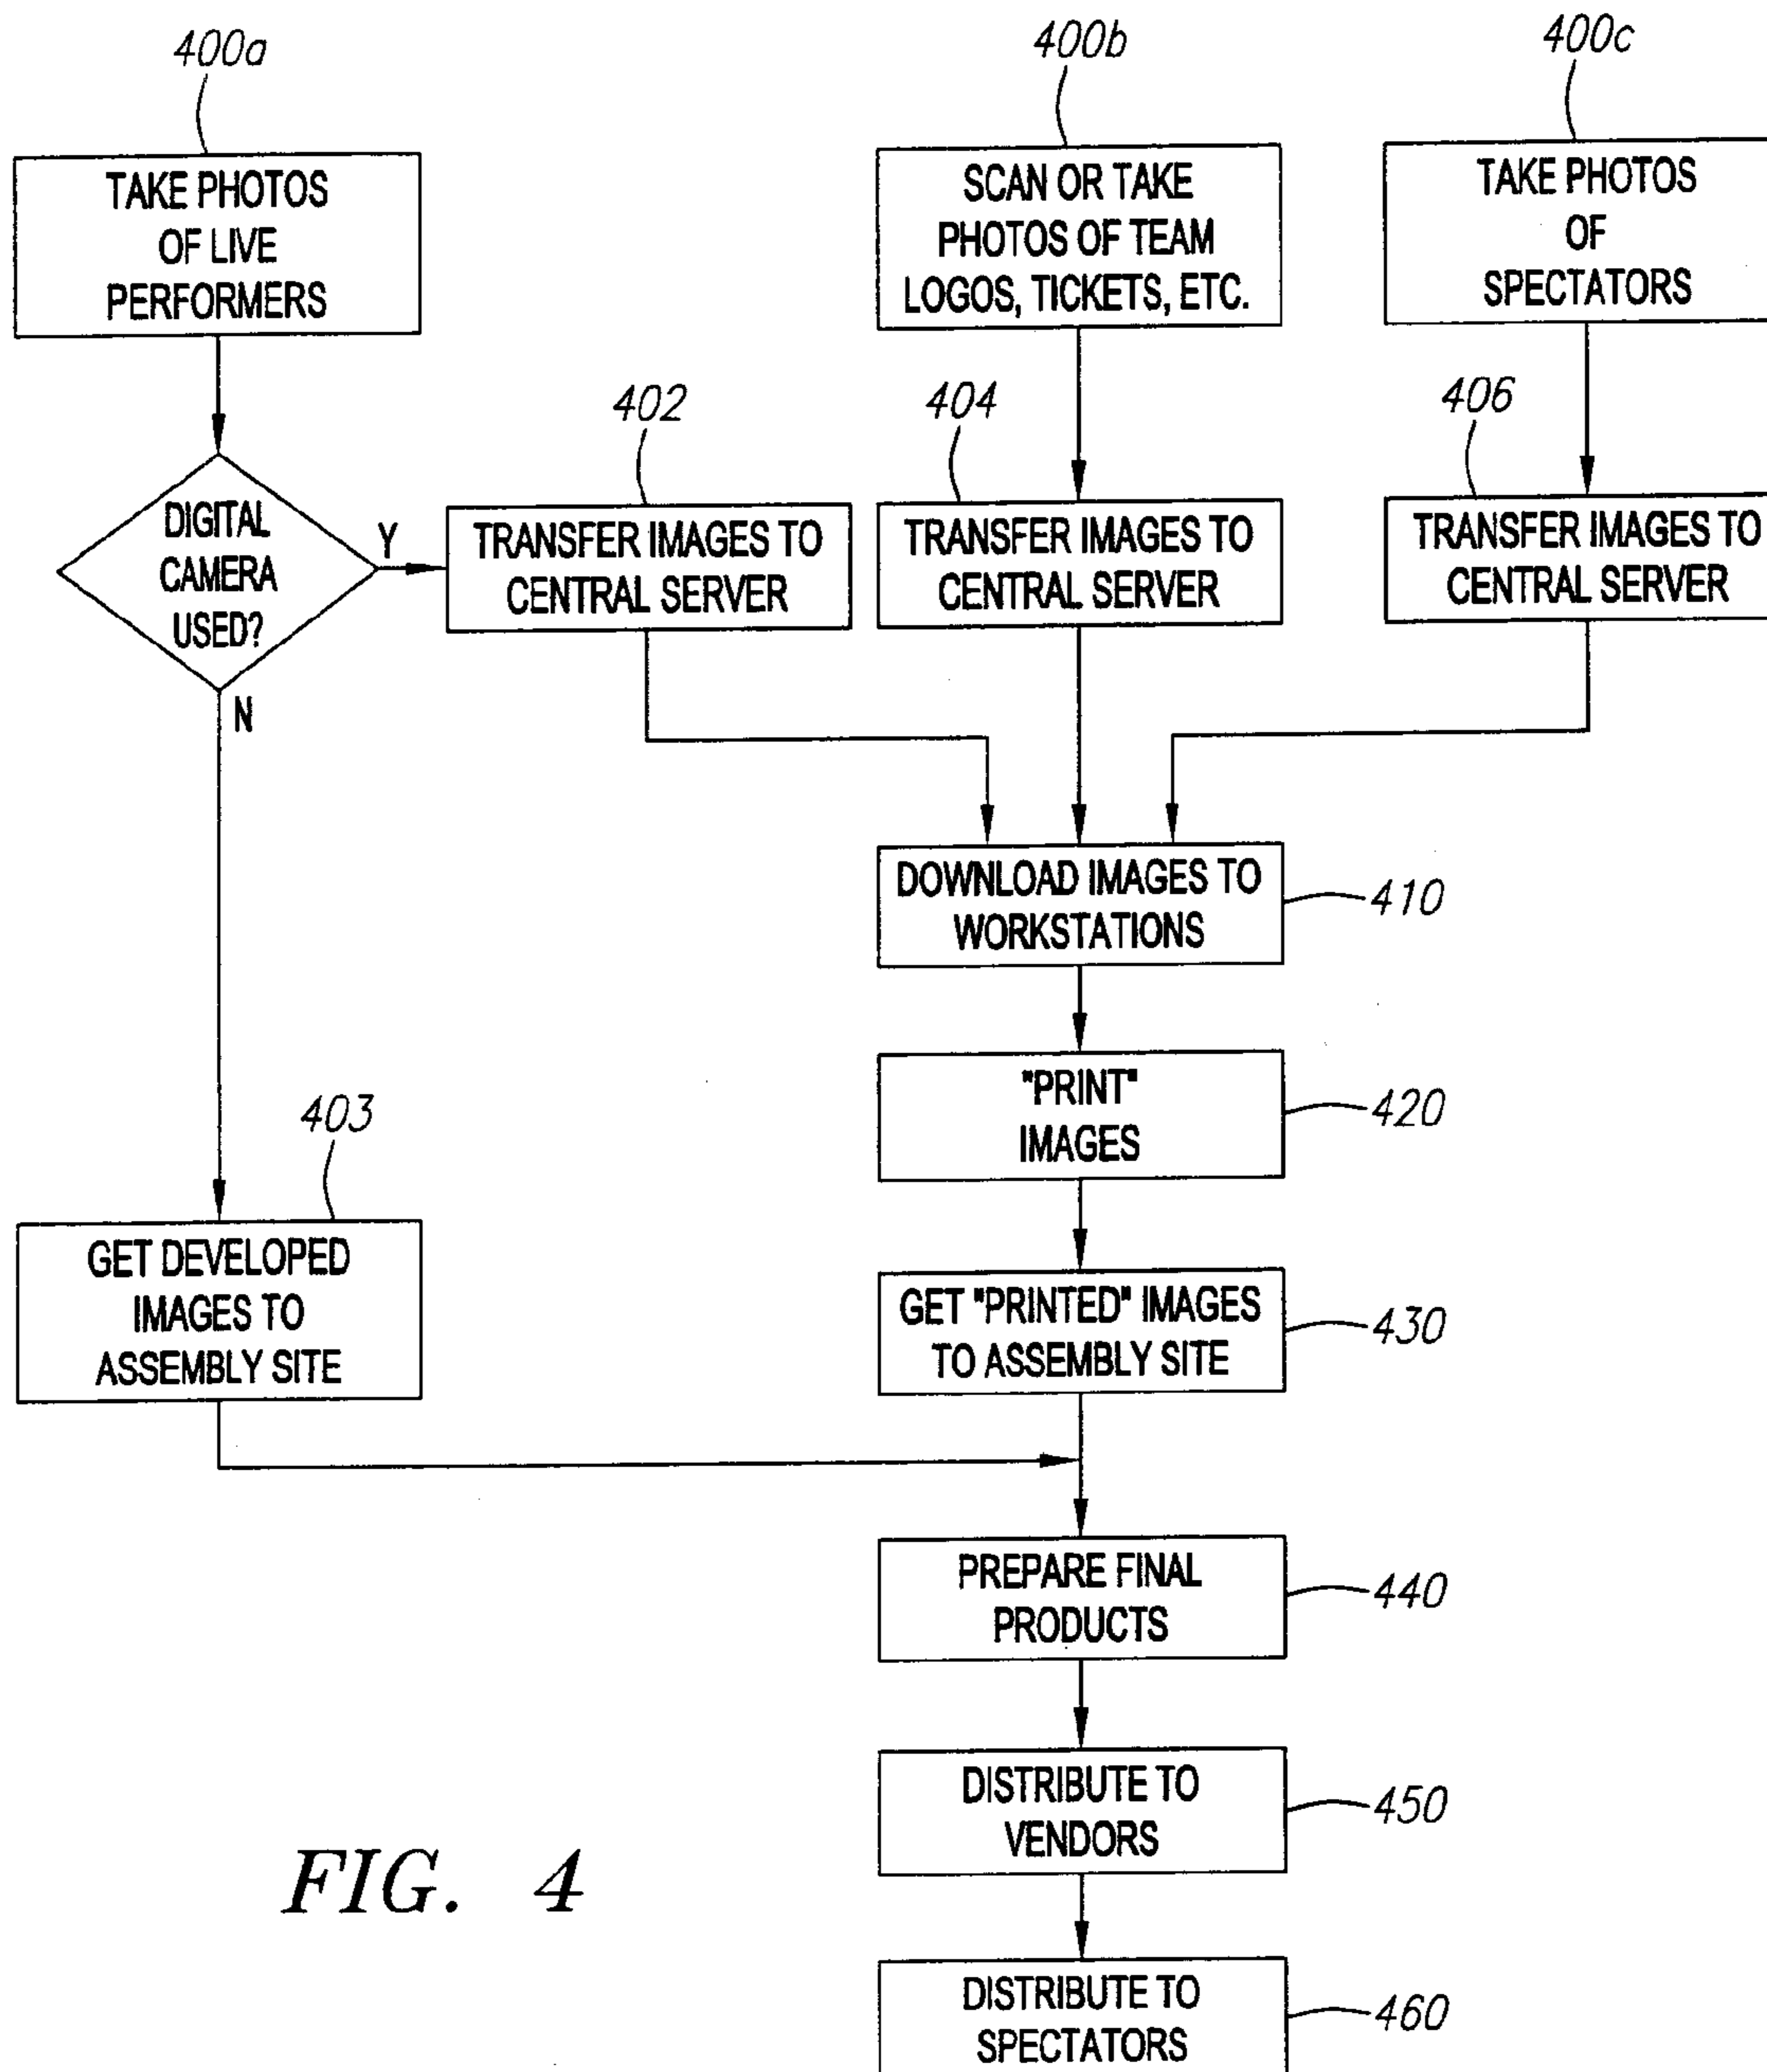 400a
400b
400c
TAKE PHOTOS
OF LIVE
PERFORMERS
SCAN OR TAKE
PHOTOS OF TEAM
LOGOS, TICKETS, ETC.
TAKE PHOTOS
OF
SPECTATORS
402
404
406
DIGITAL
CAMERA
USED?
Y
N
TRANSFER IMAGES TO
CENTRAL SERVER
TRANSFER IMAGES TO
CENTRAL SERVER
TRANSFER IMAGES TO
CENTRAL SERVER
DOWNLOAD IMAGES TO
WORKSTATIONS
410
"PRINT"
IMAGES
420
403
GET DEVELOPED
IMAGES TO
ASSEMBLY SITE
GET "PRINTED" IMAGES
TO ASSEMBLY SITE
430
PREPARE FINAL
PRODUCTS
440
DISTRIBUTE TO
VENDORS
450
FIG. 4
DISTRIBUTE TO
SPECTATORS
460